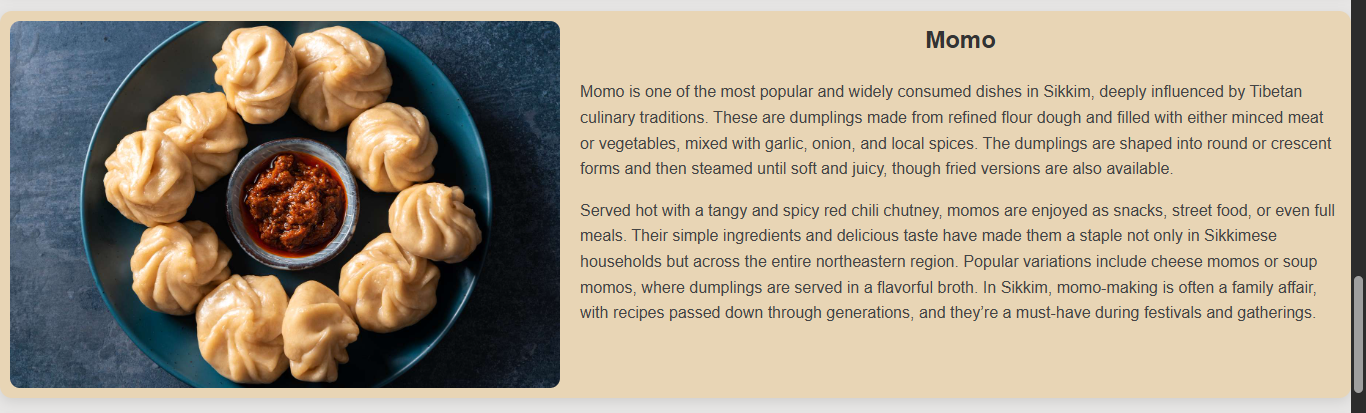 Momo
Momo is one of the most popular and widely consumed dishes in Sikkim, deeply influenced by Tibetan
culinary traditions. These are dumplings made from refined flour dough and filled with either minced meat
or vegetables, mixed with garlic, onion, and local spices. The dumplings are shaped into round or crescent
forms and then steamed until soft and juicy, though fried versions are also available.
Served hot with a tangy and spicy red chili chutney, momos are enjoyed as snacks, street food, or even full
meals. Their simple ingredients and delicious taste have made them a staple not only in Sikkimese
households but across the entire northeastern region. Popular variations include cheese momos or soup
momos, where dumplings are served in a flavorful broth. In Sikkim, momo-making is often a family affair,
with recipes passed down through generations, and they’re a must-have during festivals and gatherings.